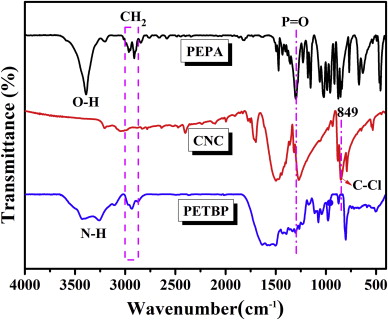 CH2
P=O
PEPA
O-H
849
CNC
C-Cl
PETBP
N-H
Transmittance (%)
4000 3500 3000 2500 2000 1500 1000 500
Wavenumber(cm-1)